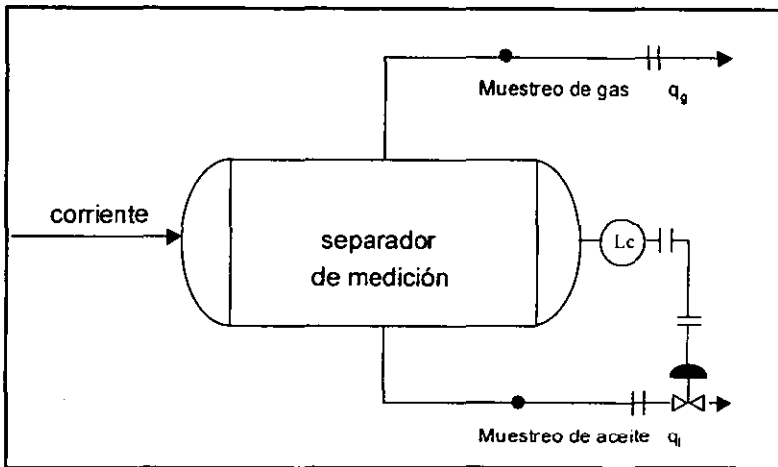 Muestreo de gas q_g
corriente
separador
de medición
Lc
Muestreo de aceite q_l